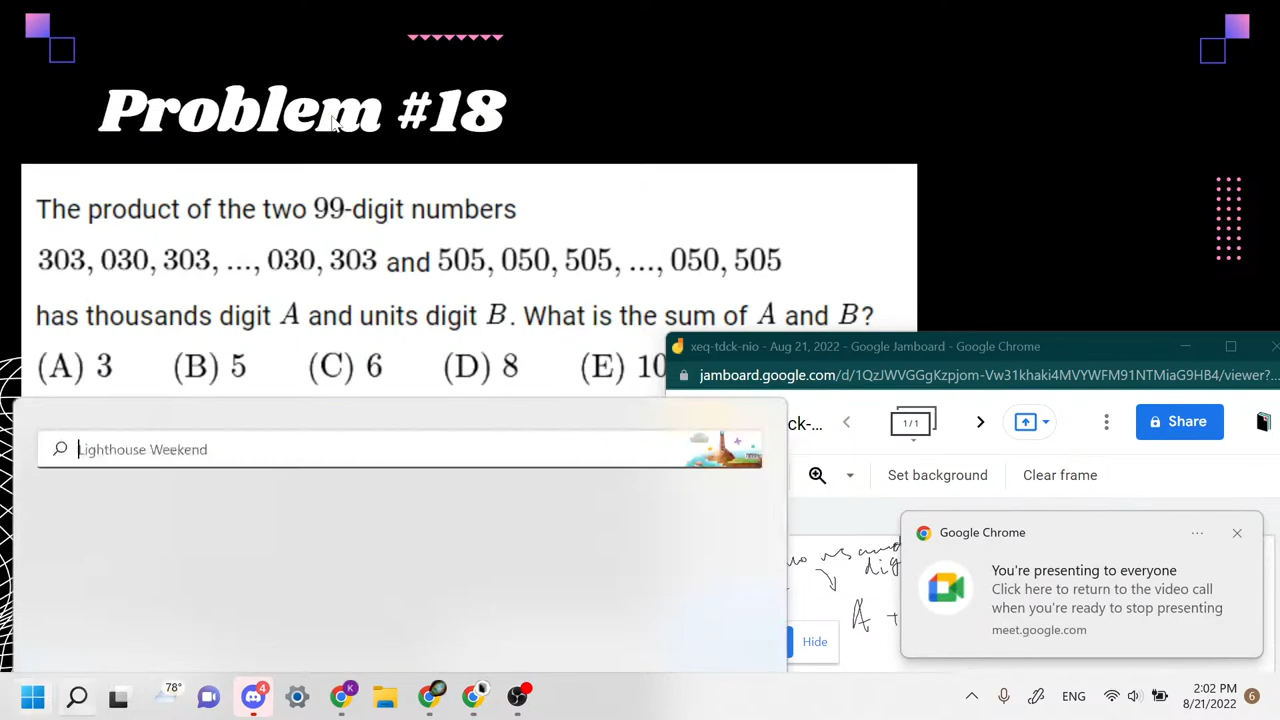 Problem #18
The product of the two 99-digit numbers
303, 030, 303, ..., 030, 303 and 505, 050, 505, ..., 050, 505
has thousands digit A and units digit B. What is the sum of A and B?
(A) 3 (B) 5 (C) 6 (D) 8 (E) 10
xeq-tdck-nio - Aug 21, 2022 - Google Jamboard - Google Chrome
jamboard.google.com/d/1QzJWVGGgKzpjom-Vw31khaki4MVYWFM91NTMiaG9HB4/viewer?...
ck-... 1/1 Share
Lighthouse Weekend
Set background Clear frame
Google Chrome
You're presenting to everyone
Click here to return to the video call
when you're ready to stop presenting
meet.google.com
A +
Hide
78° 4 K ENG 2:02 PM
8/21/2022 6